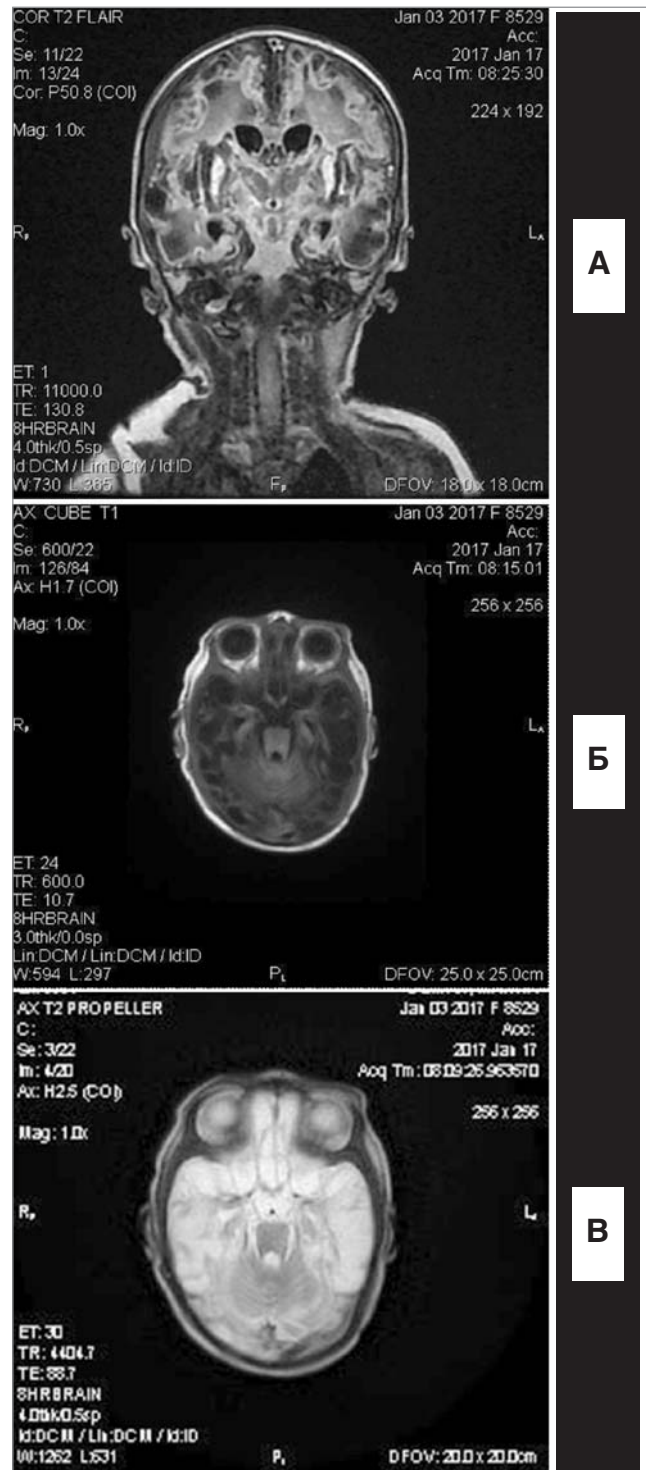 COR T2 FLAIR
Jan 03 2017 F 8529
C:
Acc:
Se: 11/22
2017 Jan 17
Im: 13/24
Acq Tm: 08:25:30
Cor: P50.8 (COI)
224 x 192
Mag: 1.0x
R
L
А
ET: 1
TR: 11000.0
TE: 130.8
8HRBRAIN
4.0thk/0.5sp
Id:DCM / Lin:DCM / Id:ID
W:730 L:365
F
DFOV: 18.0 x 18.0cm
AX CUBE T1
Jan 03 2017 F 8529
C:
Acc:
Se: 600/22
2017 Jan 17
Im: 126/84
Acq Tm: 08:15:01
Ax: H1.7 (COI)
256 x 256
Mag: 1.0x
R
L
Б
ET: 24
TR: 600.0
TE: 10.7
8HRBRAIN
3.0thk/0.0sp
Lin:DCM / Lin:DCM / Id:ID
W:594 L:297
P
DFOV: 25.0 x 25.0cm
AX T2 PROPELLER
Jan 03 2017 F 8529
C:
Acc:
Se: 3/22
2017 Jan 17
Im: 4/20
Acq Tm:
Ax: H2.5 (COI)
256 x 256
Mag: 1.0x
R
L
В
ET: 30
TR: 4404.7
TE: 88.7
8HRBRAIN
4.0thk/0.5sp
Id:DCM / Lin:DCM / Id:ID
W:1262 L:631
P
DFOV: 20.0 x 20.0cm